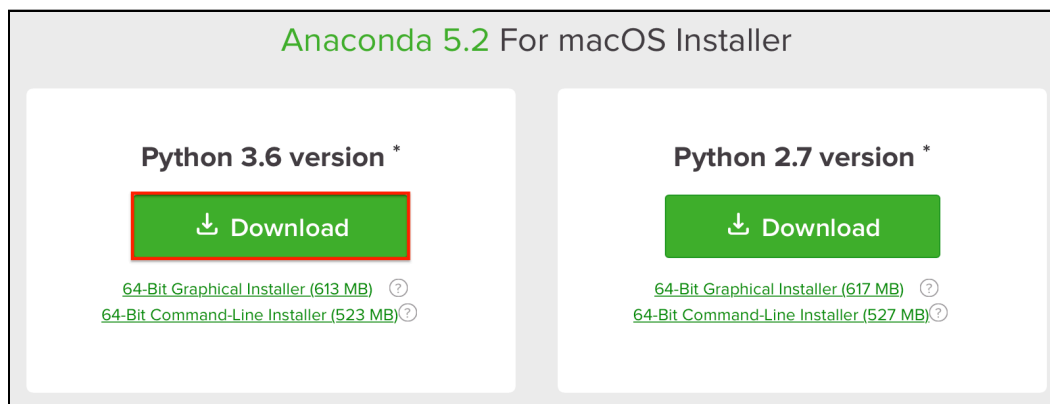 Anaconda 5.2 For macOS Installer
Python 3.6 version *
Download
64-Bit Graphical Installer (613 MB) ?
64-Bit Command-Line Installer (523 MB) ?
Python 2.7 version *
Download
64-Bit Graphical Installer (617 MB) ?
64-Bit Command-Line Installer (527 MB) ?